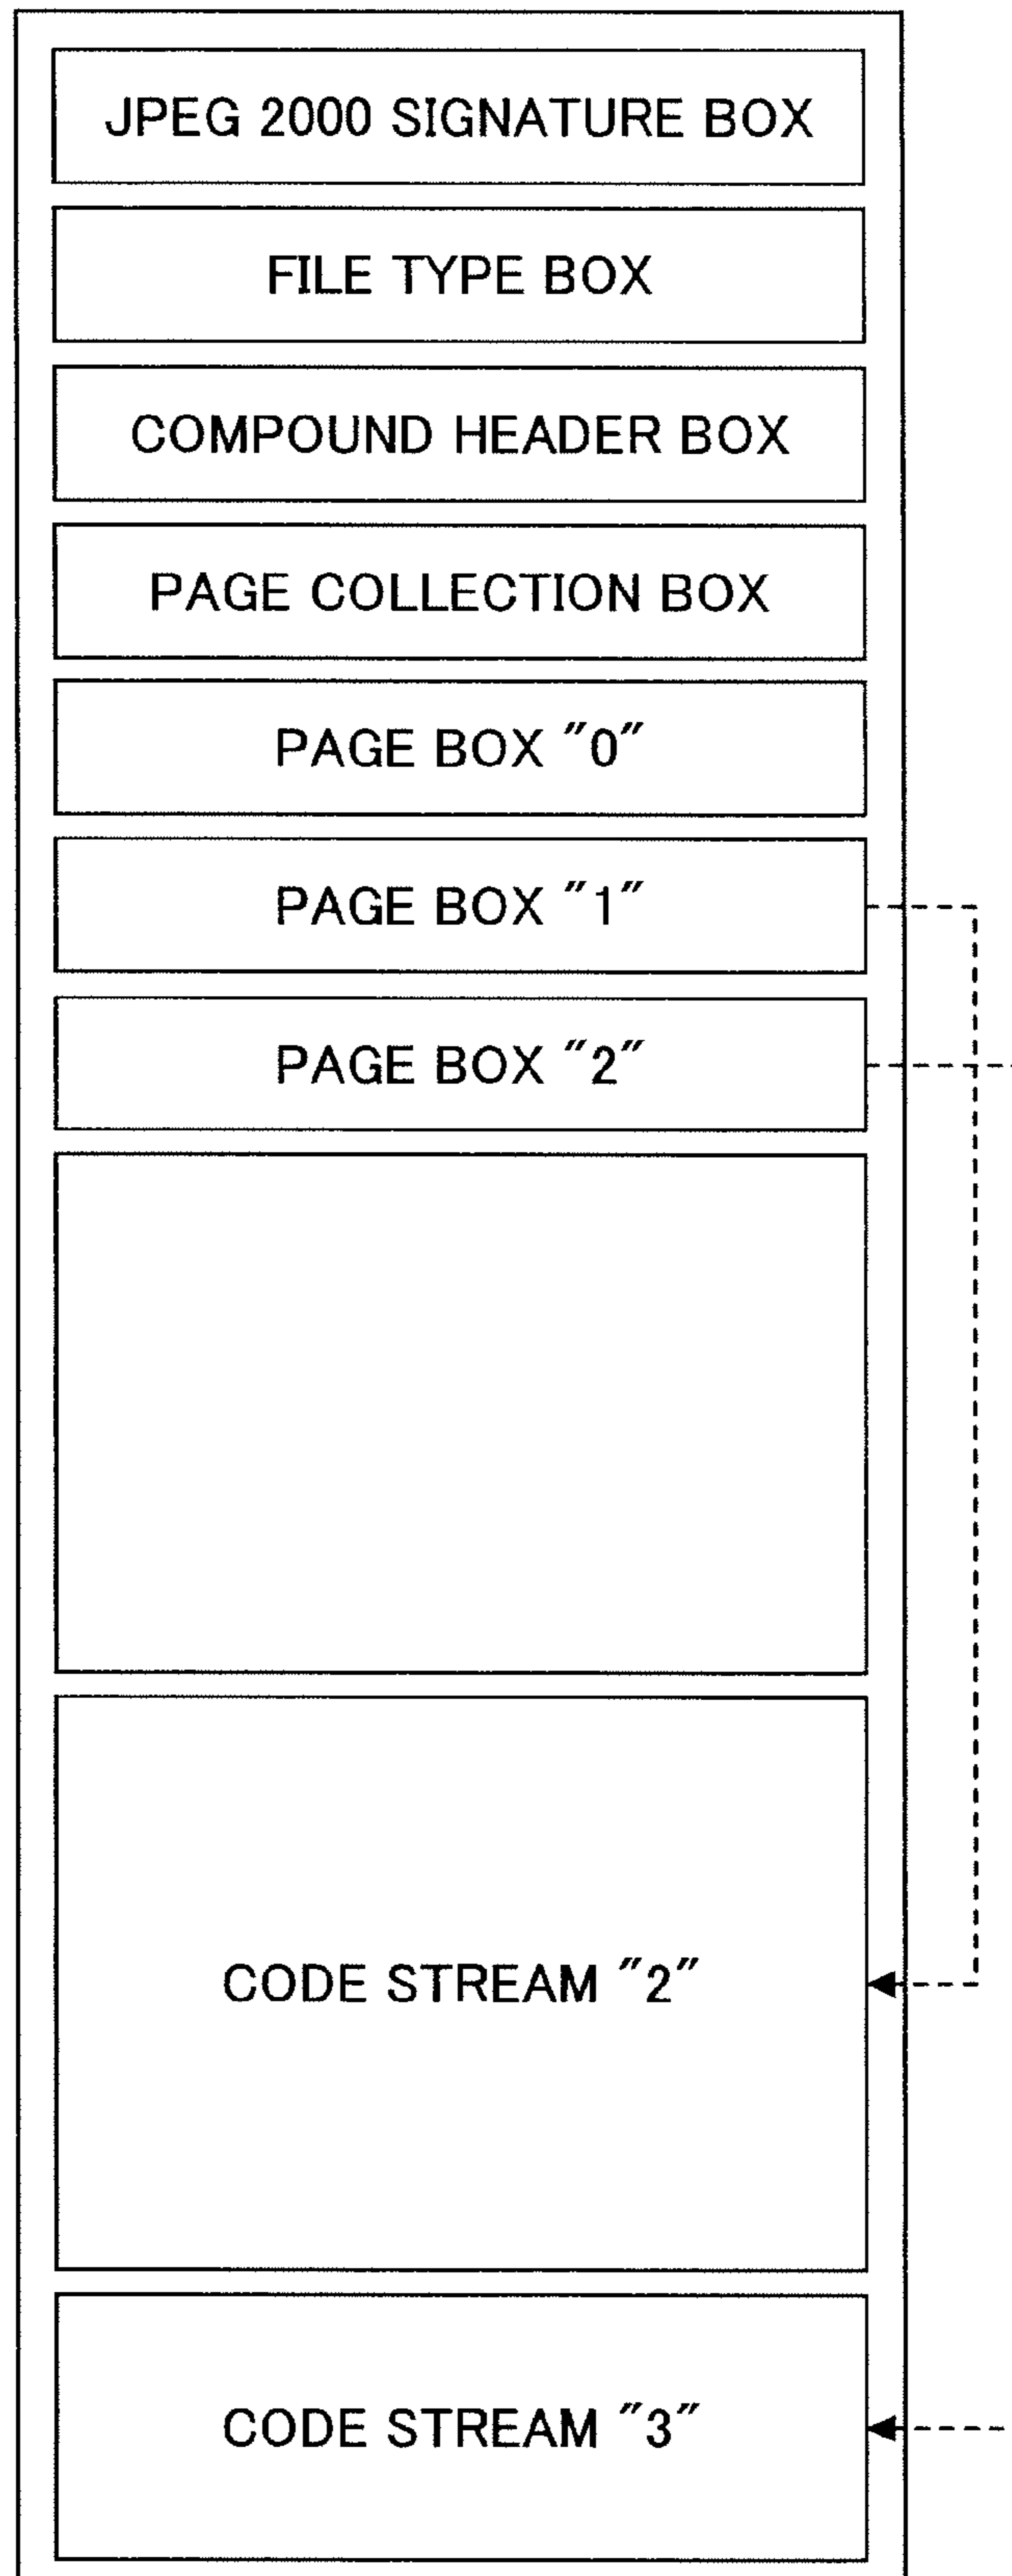 JPEG 2000 SIGNATURE BOX
FILE TYPE BOX
COMPOUND HEADER BOX
PAGE COLLECTION BOX
PAGE BOX "0"
PAGE BOX "1"
PAGE BOX "2"
CODE STREAM "2"
CODE STREAM "3"